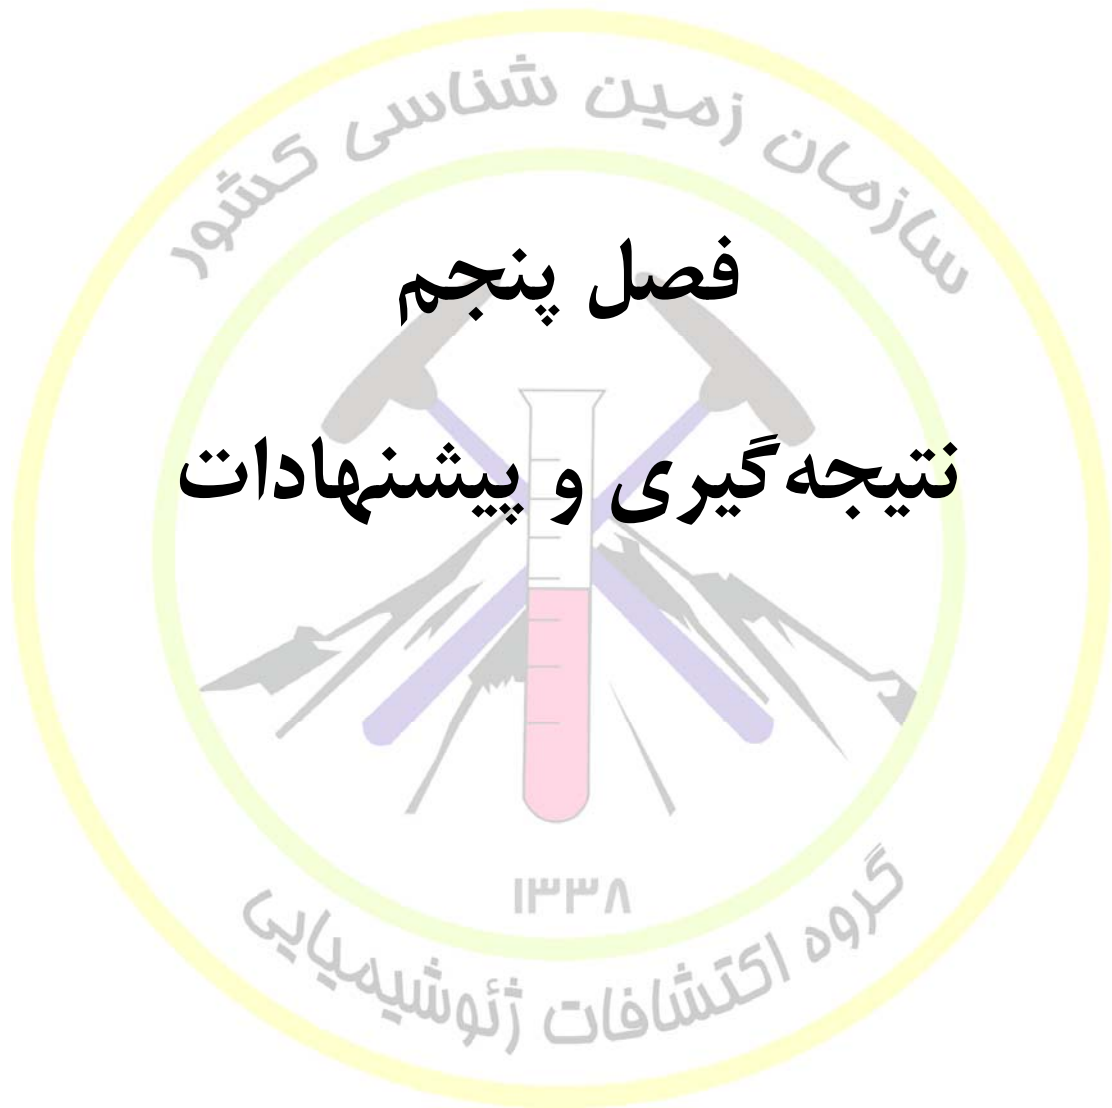 سازمان زمین شناسی کشور
فصل پنجم
نتیجه‌گیری و پیشنهادات
۱۳۳۸
گروه اکتشافات ژئوشیمیایی